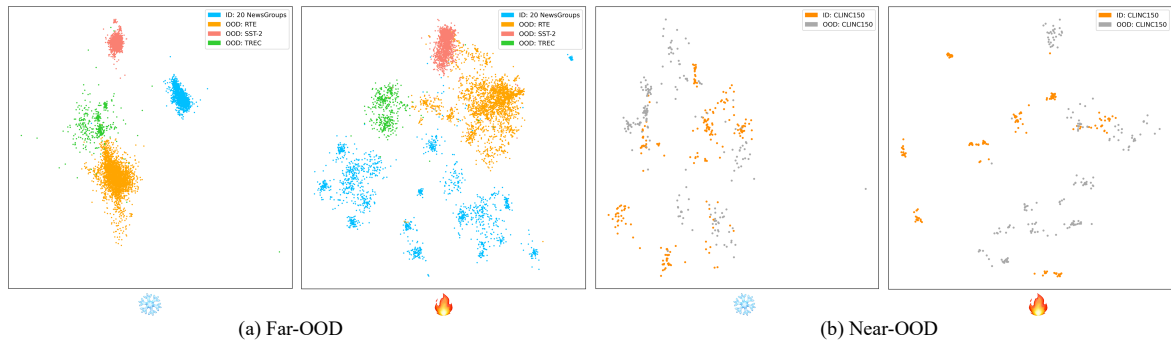 ID: 20 NewsGroups
OOD: RTE
OOD: SST-2
OOD: TREC
ID: 20 NewsGroups
OOD: RTE
OOD: SST-2
OOD: TREC
ID: CLINC150
OOD: CLINC150
ID: CLINC150
OOD: CLINC150
(a) Far-OOD
(b) Near-OOD